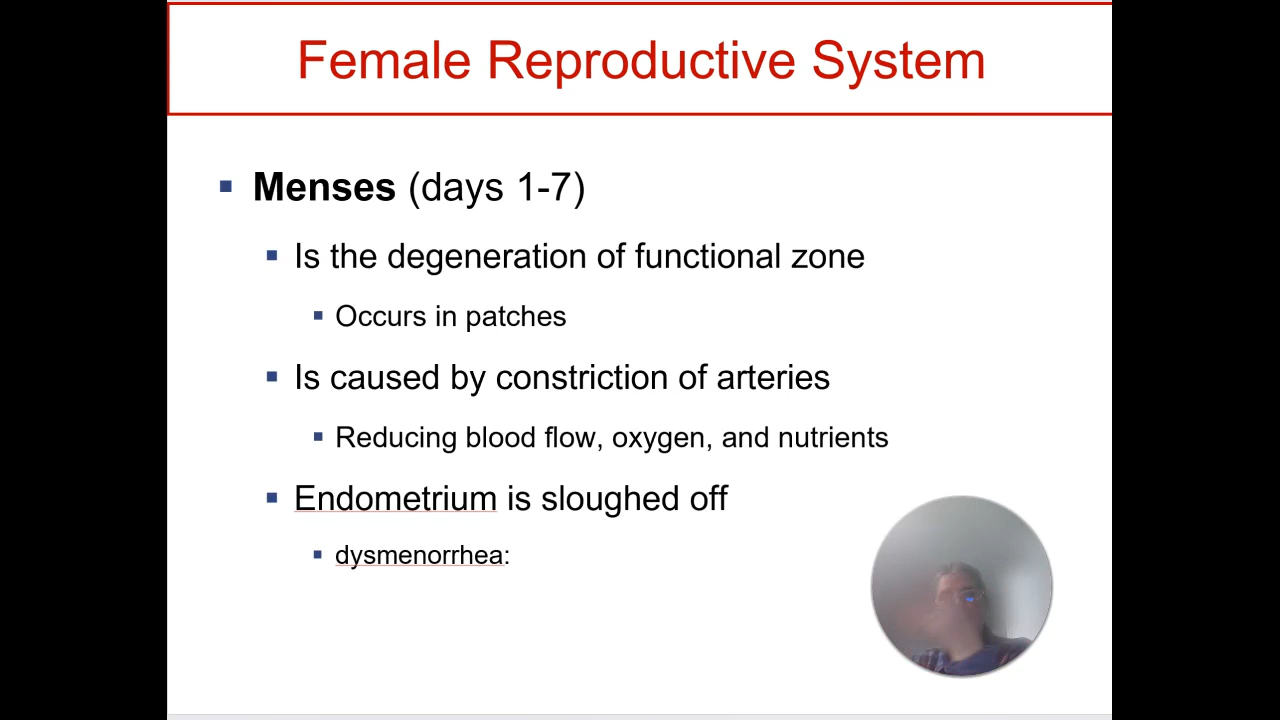 Female Reproductive System
Menses (days 1-7)
Is the degeneration of functional zone
Occurs in patches
Is caused by constriction of arteries
Reducing blood flow, oxygen, and nutrients
Endometrium is sloughed off
dysmenorrhea: